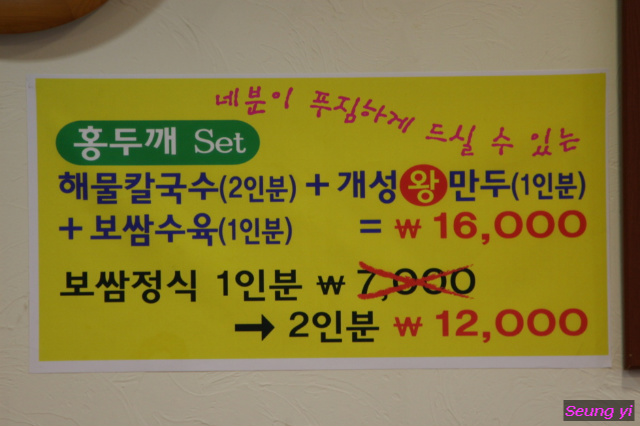 네분이 푸짐하게 드실 수 있는
홍두깨 Set
해물칼국수(2인분) + 개성왕만두(1인분)
+ 보쌈수육(1인분) = ₩ 16,000
보쌈정식 1인분 ₩ 7,000
→ 2인분 ₩ 12,000
Seung yi